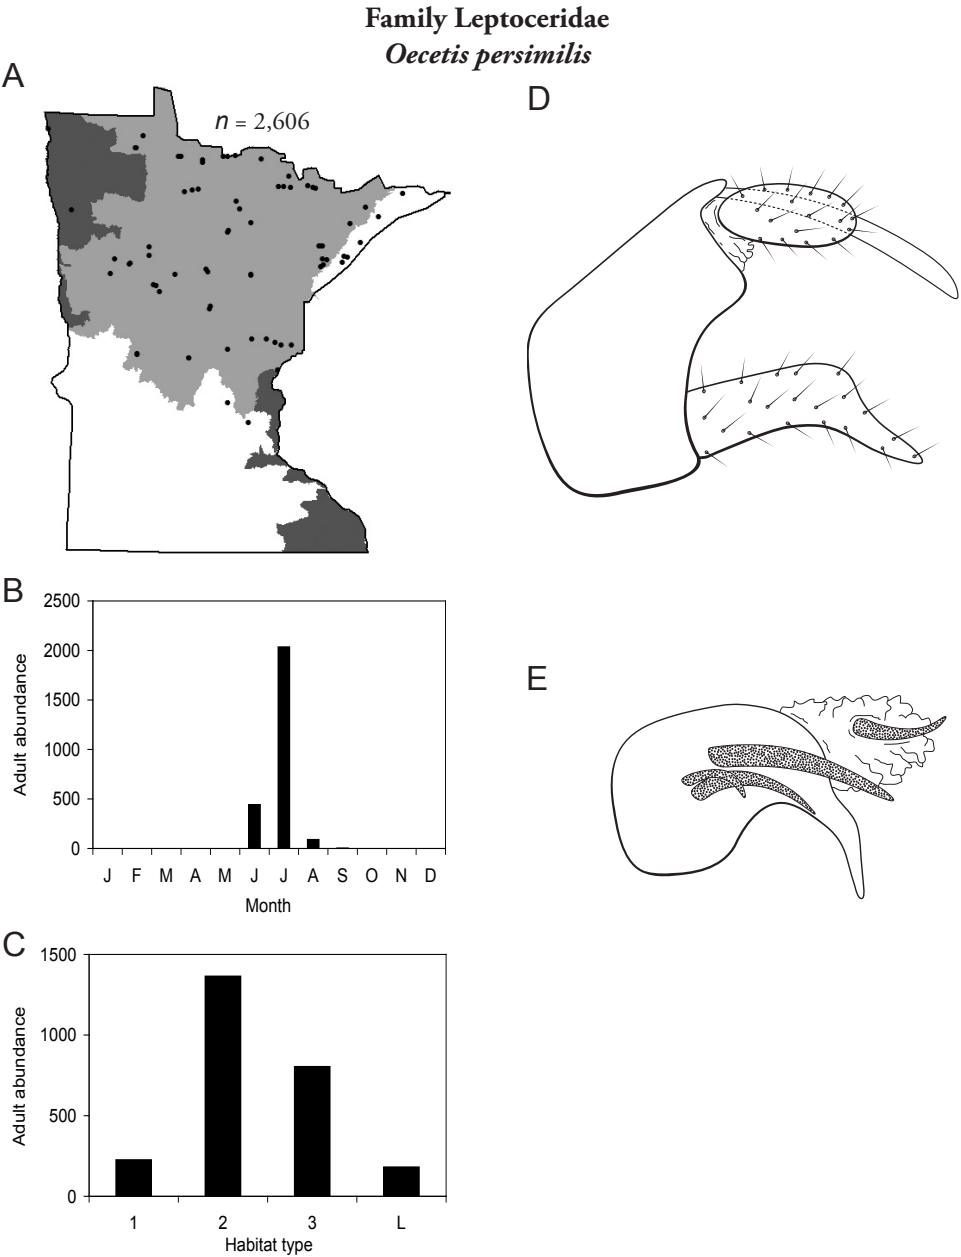 Family Leptoceridae
Oecetis persimilis
A
n = 2,606
D
B
2500
2000
1500
1000
500
0
Adult abundance
J F M A M J J A S O N D
Month
E
C
1500
1000
500
0
Adult abundance
1 2 3 L
Habitat type